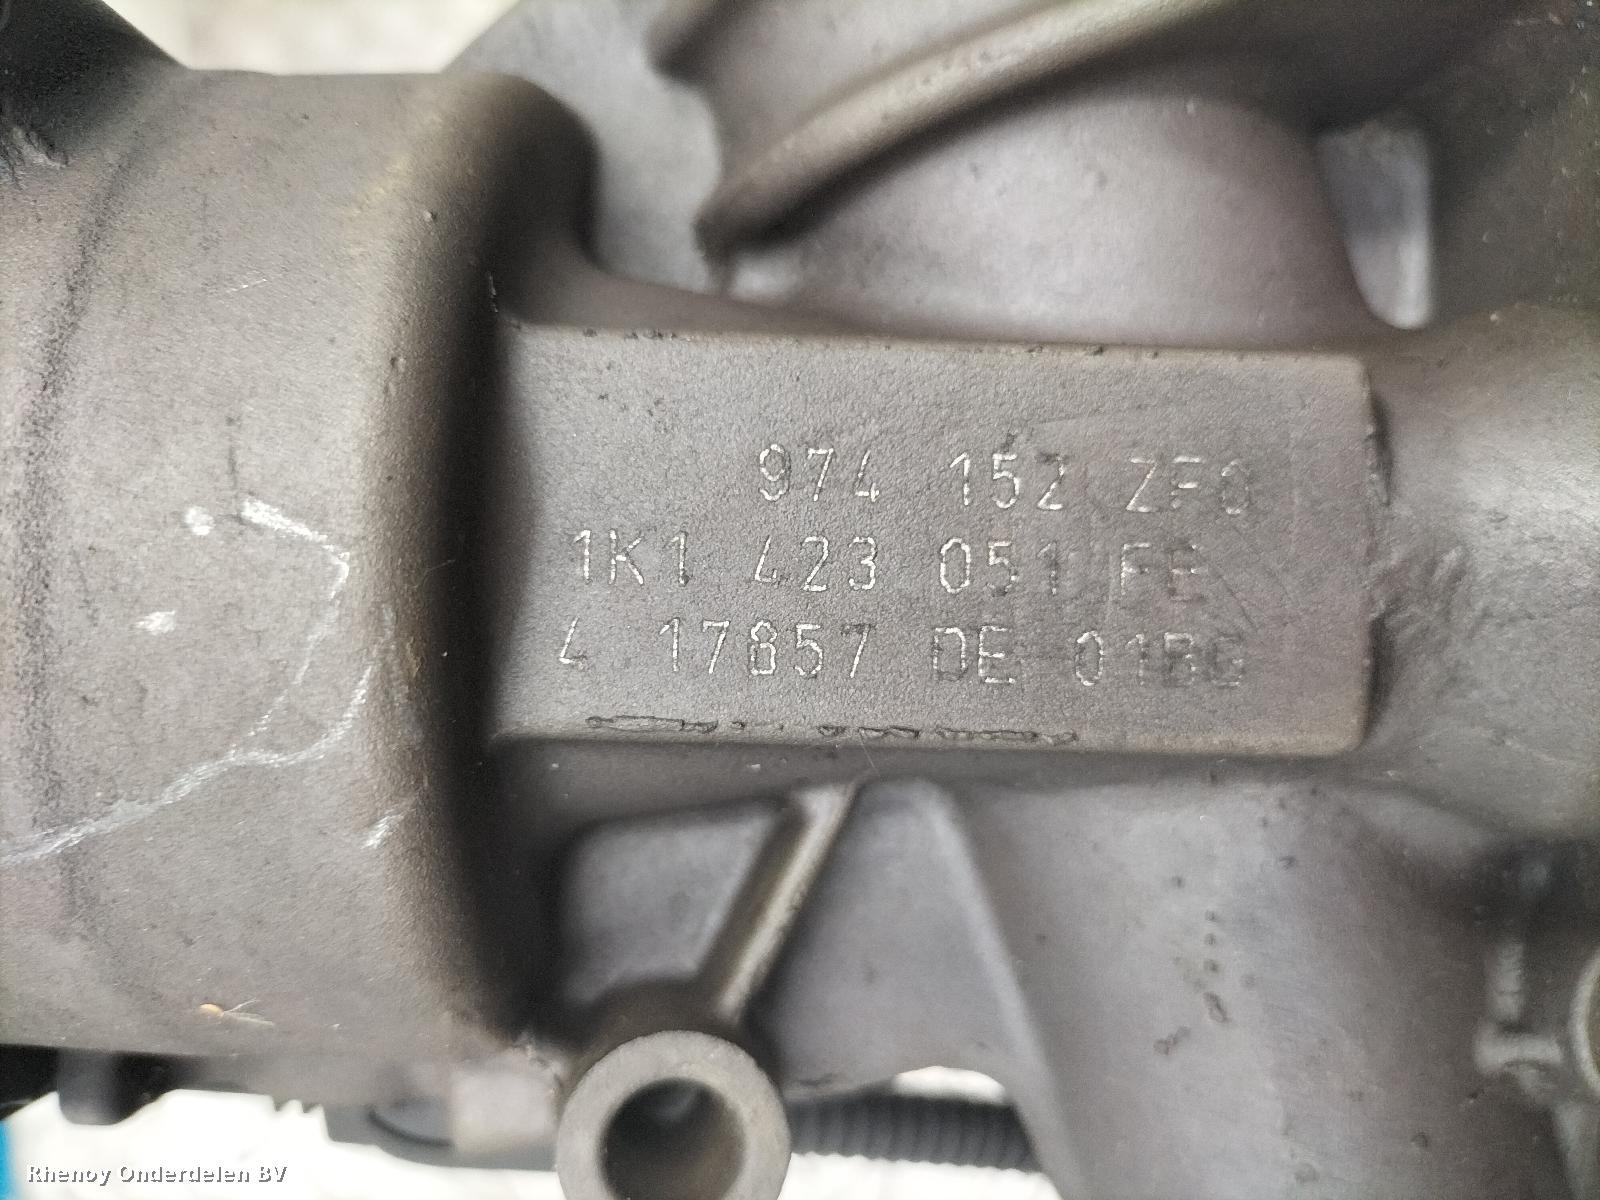 974 152 ZF0
1K1 423 051 FE
4 17857 DE 01BG
Rhenoy Onderdelen BV